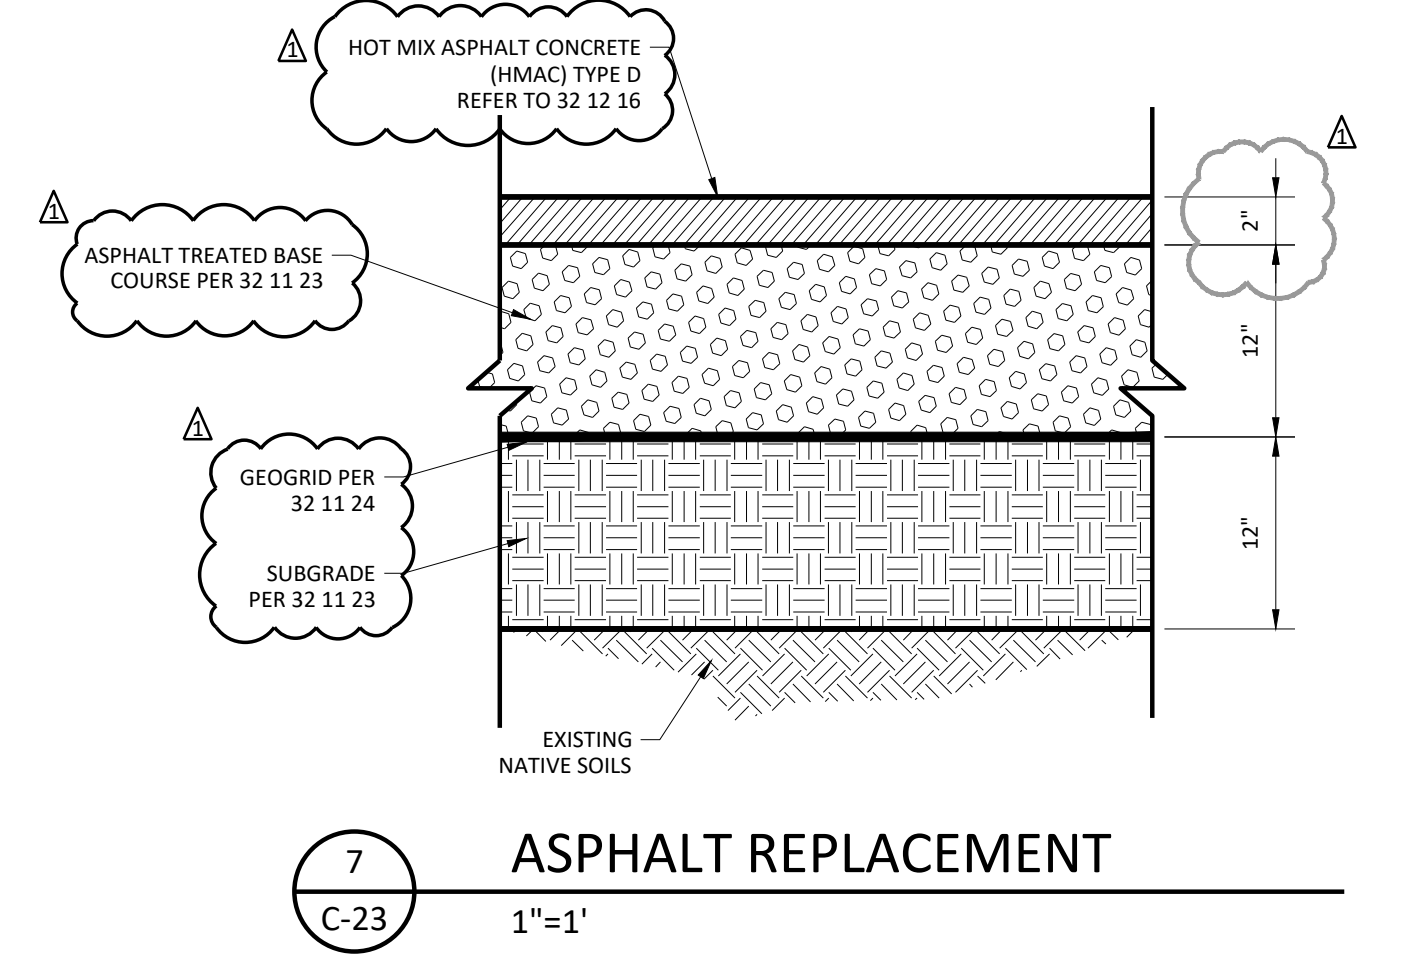 1
HOT MIX ASPHALT CONCRETE
(HMAC) TYPE D
REFER TO 32 12 16
1
1
ASPHALT TREATED BASE
COURSE PER 32 11 23
2"
12"
1
GEOGRID PER
32 11 24
12"
SUBGRADE
PER 32 11 23
EXISTING
NATIVE SOILS
7
C-23
ASPHALT REPLACEMENT
1"=1'